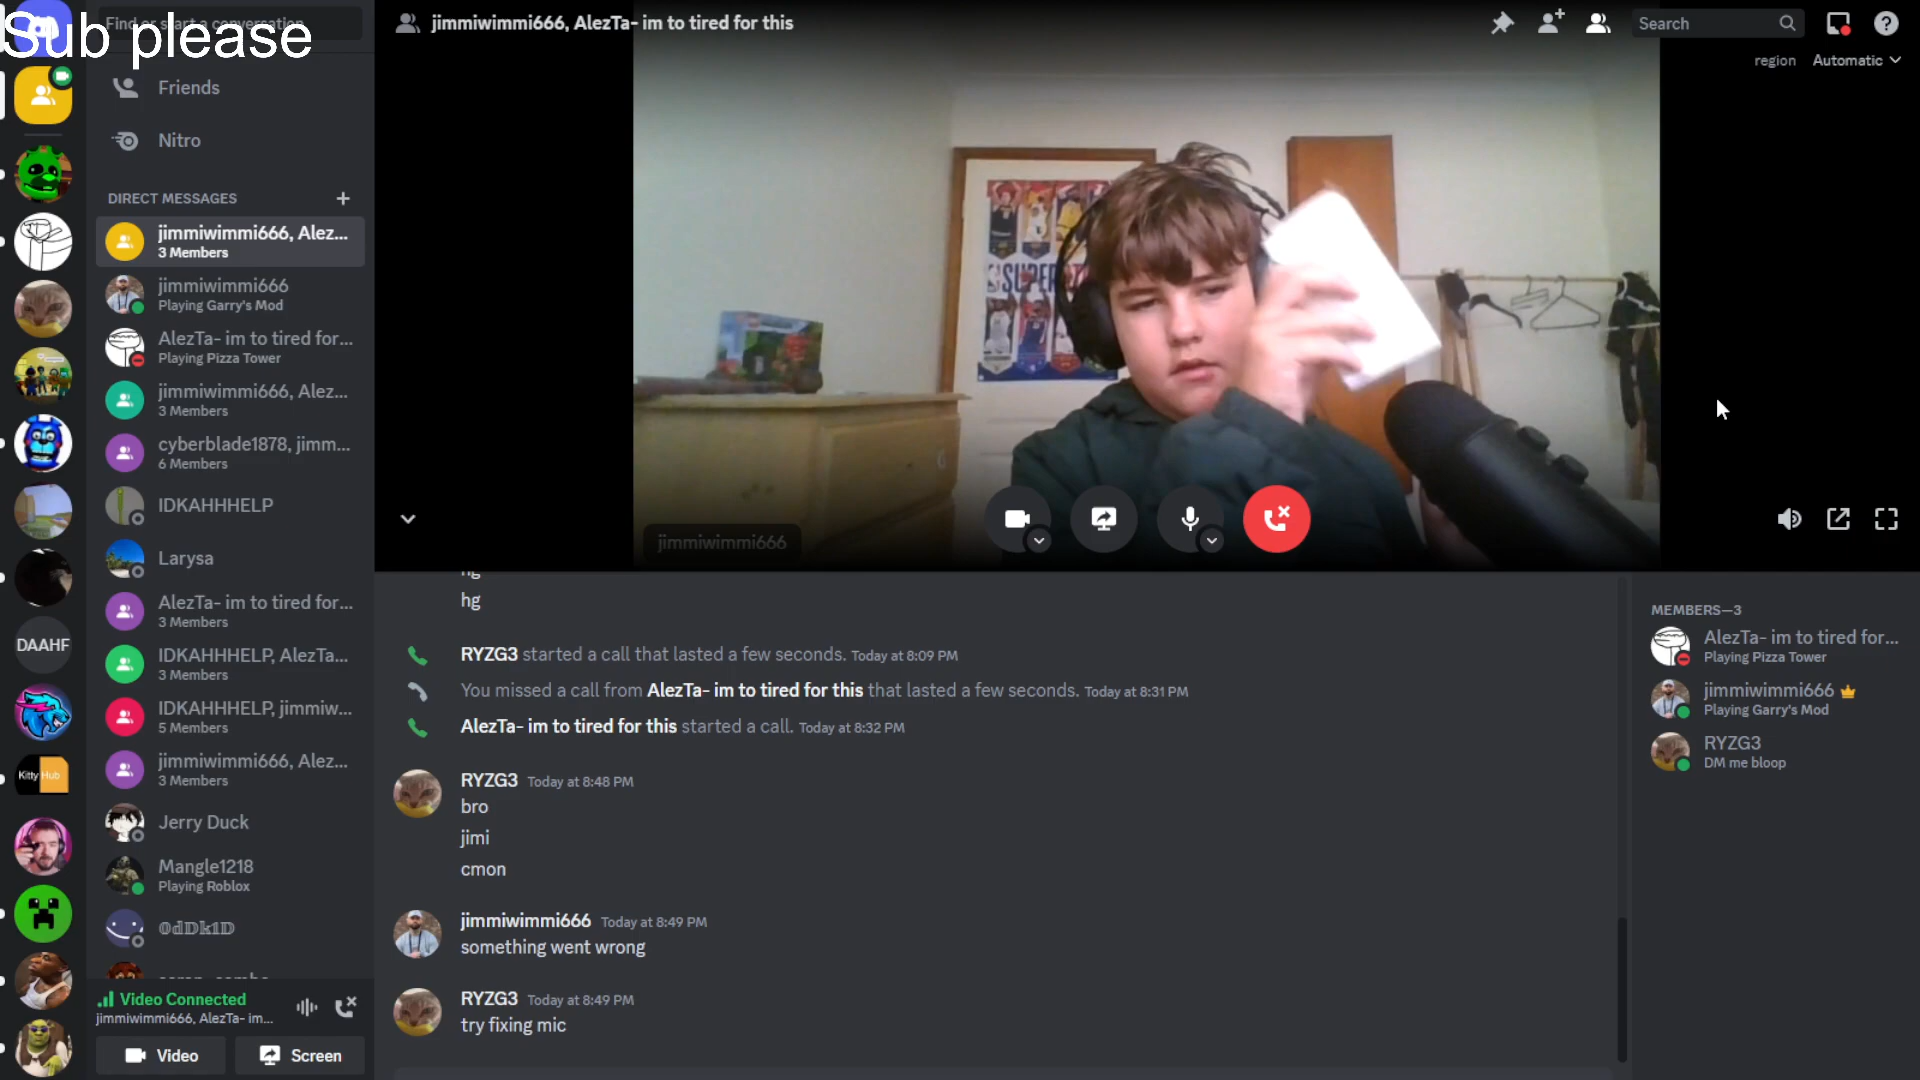 Find or start a conversation
Sub please
Friends
Nitro
DIRECT MESSAGES
jimmiwimmi666, Alez...
3 Members
jimmiwimmi666
Playing Garry's Mod
AlezTa- im to tired for...
Playing Pizza Tower
jimmiwimmi666, Alez...
3 Members
cyberblade1878, jimm...
6 Members
IDKAHHHELP
Larysa
AlezTa- im to tired for...
3 Members
IDKAHHHELP, AlezTa...
3 Members
IDKAHHHELP, jimmiw...
5 Members
jimmiwimmi666, Alez...
3 Members
Jerry Duck
Mangle1218
Playing Roblox
𝕆dⅅk1ⅅ
DAAHF
Kitty Hub
Video Connected
jimmiwimmi666, AlezTa- im...
Video
Screen
jimmiwimmi666, AlezTa- im to tired for this
Search
region Automatic
jimmiwimmi666
hg
RYZG3 started a call that lasted a few seconds. Today at 8:09 PM
You missed a call from AlezTa- im to tired for this that lasted a few seconds. Today at 8:31 PM
AlezTa- im to tired for this started a call. Today at 8:32 PM
RYZG3 Today at 8:48 PM
bro
jimi
cmon
jimmiwimmi666 Today at 8:49 PM
something went wrong
RYZG3 Today at 8:49 PM
try fixing mic
MEMBERS—3
AlezTa- im to tired for...
Playing Pizza Tower
jimmiwimmi666
Playing Garry's Mod
RYZG3
DM me bloop